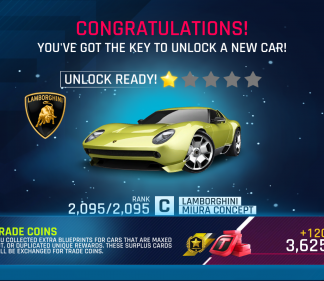 CONGRATULATIONS!
YOU'VE GOT THE KEY TO UNLOCK A NEW CAR!
UNLOCK READY!
LAMBORGHINI
RANK
2,095/2,095 C LAMBORGHINI
MIURA CONCEPT
TRADE COINS
COLLECTED EXTRA BLUEPRINTS FOR CARS THAT ARE MAXED
OR DUPLICATED UNIQUE REWARDS. THESE SURPLUS CARDS
BE EXCHANGED FOR TRADE COINS.
+120
3,625